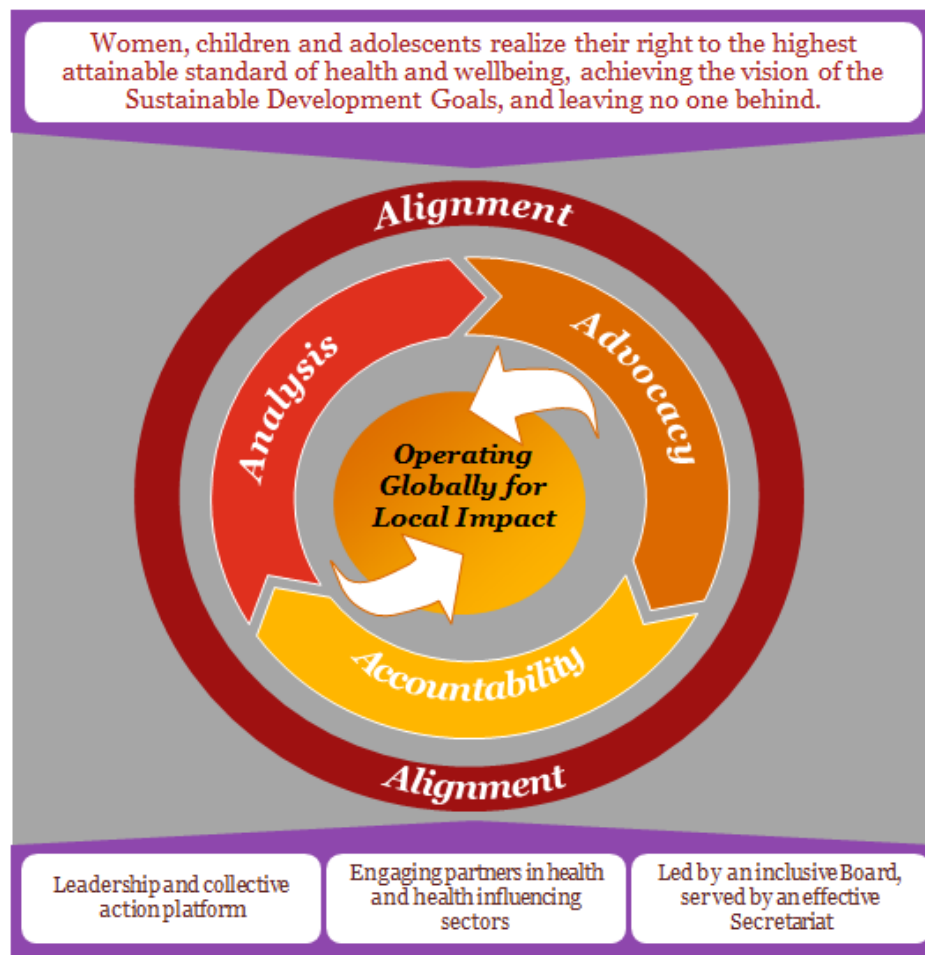 Women, children and adolescents realize their right to the highest
attainable standard of health and wellbeing, achieving the vision of the
Sustainable Development Goals, and leaving no one behind.
Alignment
Analysis
Advocacy
Operating
Globally for
Local Impact
Accountability
Alignment
Leadership and collective
action platform
Engaging partners in health
and health influencing
sectors
Led by an inclusive Board,
served by an effective
Secretariat